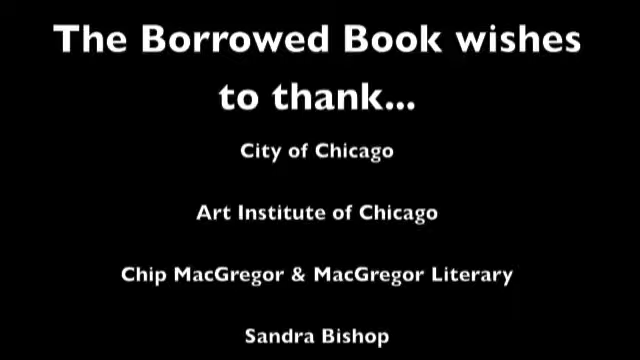 The Borrowed Book wishes
to thank...
City of Chicago
Art Institute of Chicago
Chip MacGregor & MacGregor Literary
Sandra Bishop